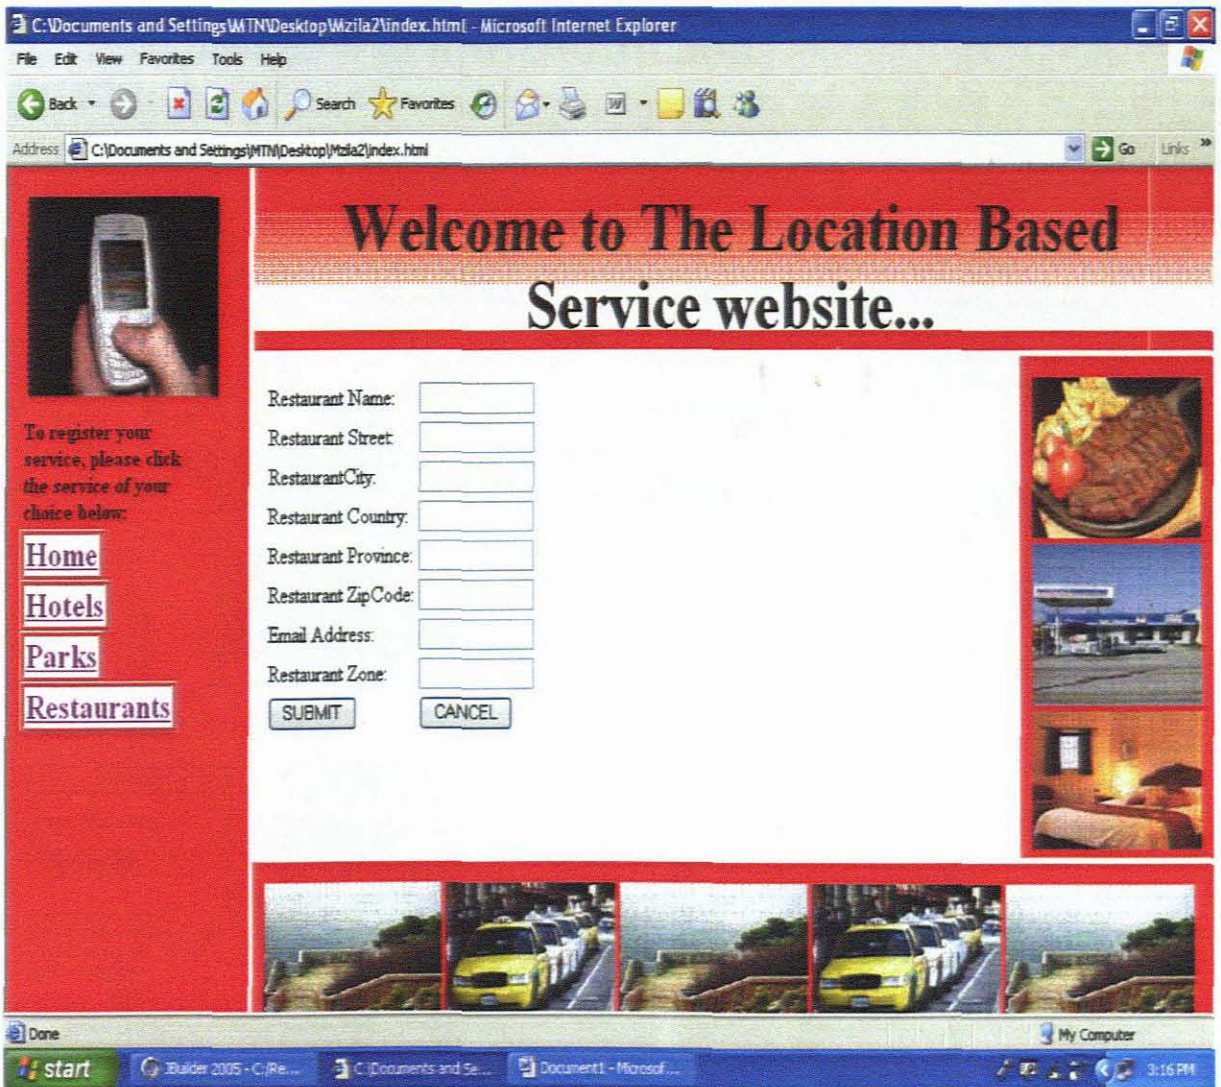 C:\Documents and Settings\MTN\Desktop\Mzila2\index.html - Microsoft Internet Explorer
File Edit View Favorites Tools Help
Back Search Favorites
Address C:\Documents and Settings\MTN\Desktop\Mzila2\index.html Go Links »
Welcome to The Location Based
Service website...
To register your
service, please click
the service of your
choice below:
Home
Hotels
Parks
Restaurants
Restaurant Name:
Restaurant Street:
RestaurantCity:
Restaurant Country:
Restaurant Province:
Restaurant ZipCode:
Email Address:
Restaurant Zone:
SUBMIT CANCEL
Done My Computer
start JBuilder 2005 - C:/Re... C:\Documents and Se... Document1 - Microsof... 3:16 PM